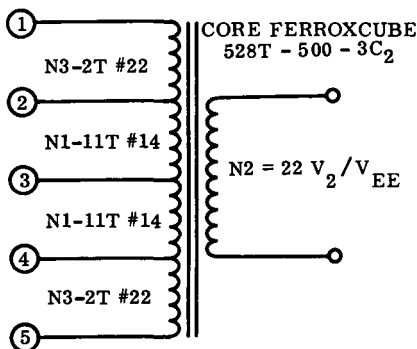 1
CORE FERROXCUBE
528T - 500 - 3C2
N3-2T #22
2
N1-11T #14
3
N2 = 22 V2/VEE
N1-11T #14
4
N3-2T #22
5